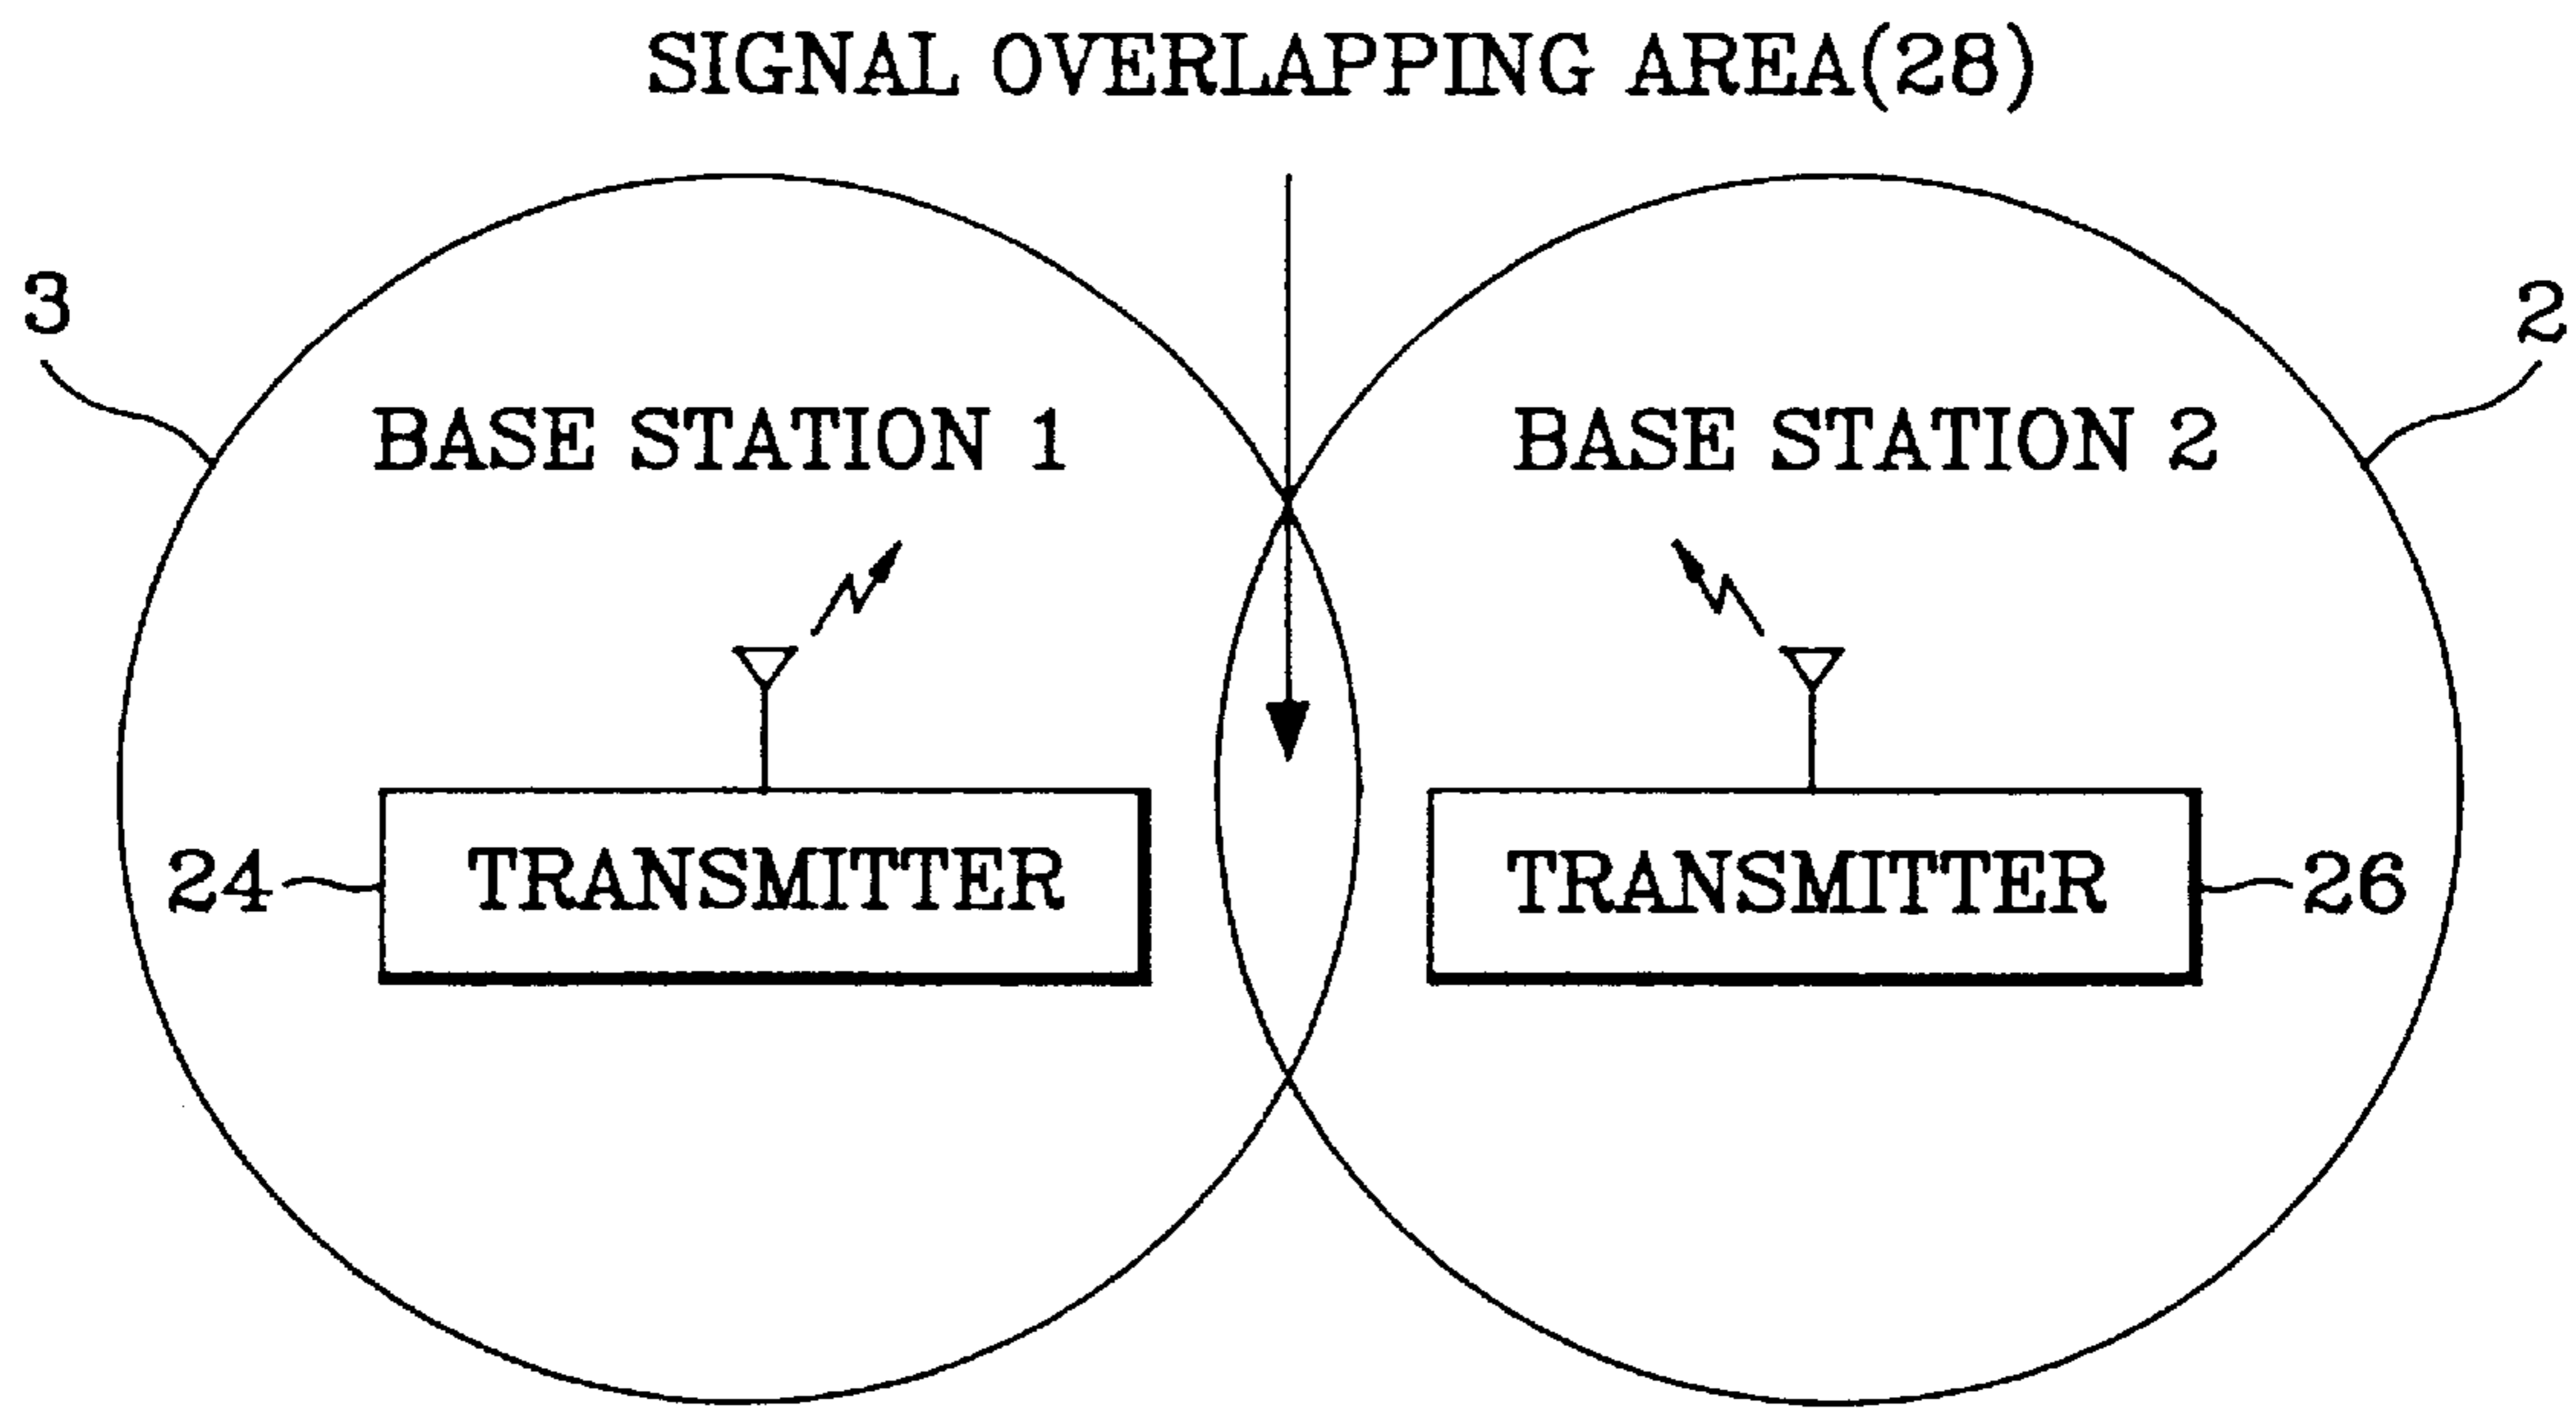 SIGNAL OVERLAPPING AREA(28)
3
2
BASE STATION 1
BASE STATION 2
24
TRANSMITTER
TRANSMITTER
26